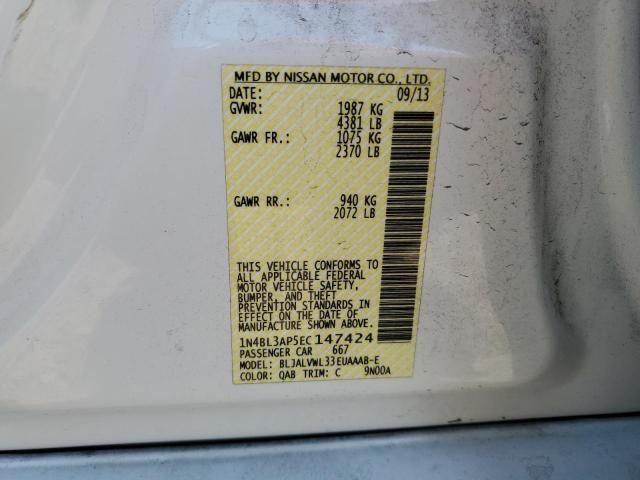 MFD BY NISSAN MOTOR CO., LTD.
DATE: 09/13
GVWR: 1987 KG
4381 LB
GAWR FR.: 1075 KG
2370 LB
GAWR RR.: 940 KG
2072 LB
THIS VEHICLE CONFORMS TO
ALL APPLICABLE FEDERAL
MOTOR VEHICLE SAFETY,
BUMPER, AND THEFT
PREVENTION STANDARDS IN
EFFECT ON THE DATE OF
MANUFACTURE SHOWN ABOVE.
1N4BL3AP5EC147424
PASSENGER CAR 667
MODEL: BLJALVWL33EUAAAB-E
COLOR: QAB TRIM: C 9N00A